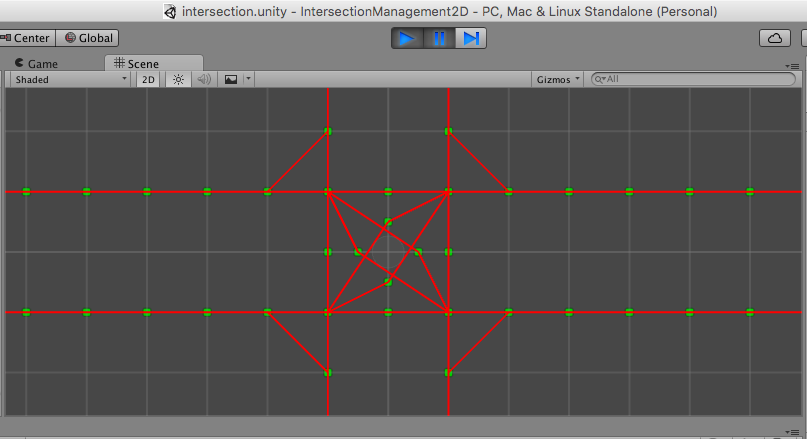 intersection.unity - IntersectionManagement2D - PC, Mac & Linux Standalone (Personal)
Center Global
Game Scene
Shaded 2D Gizmos All